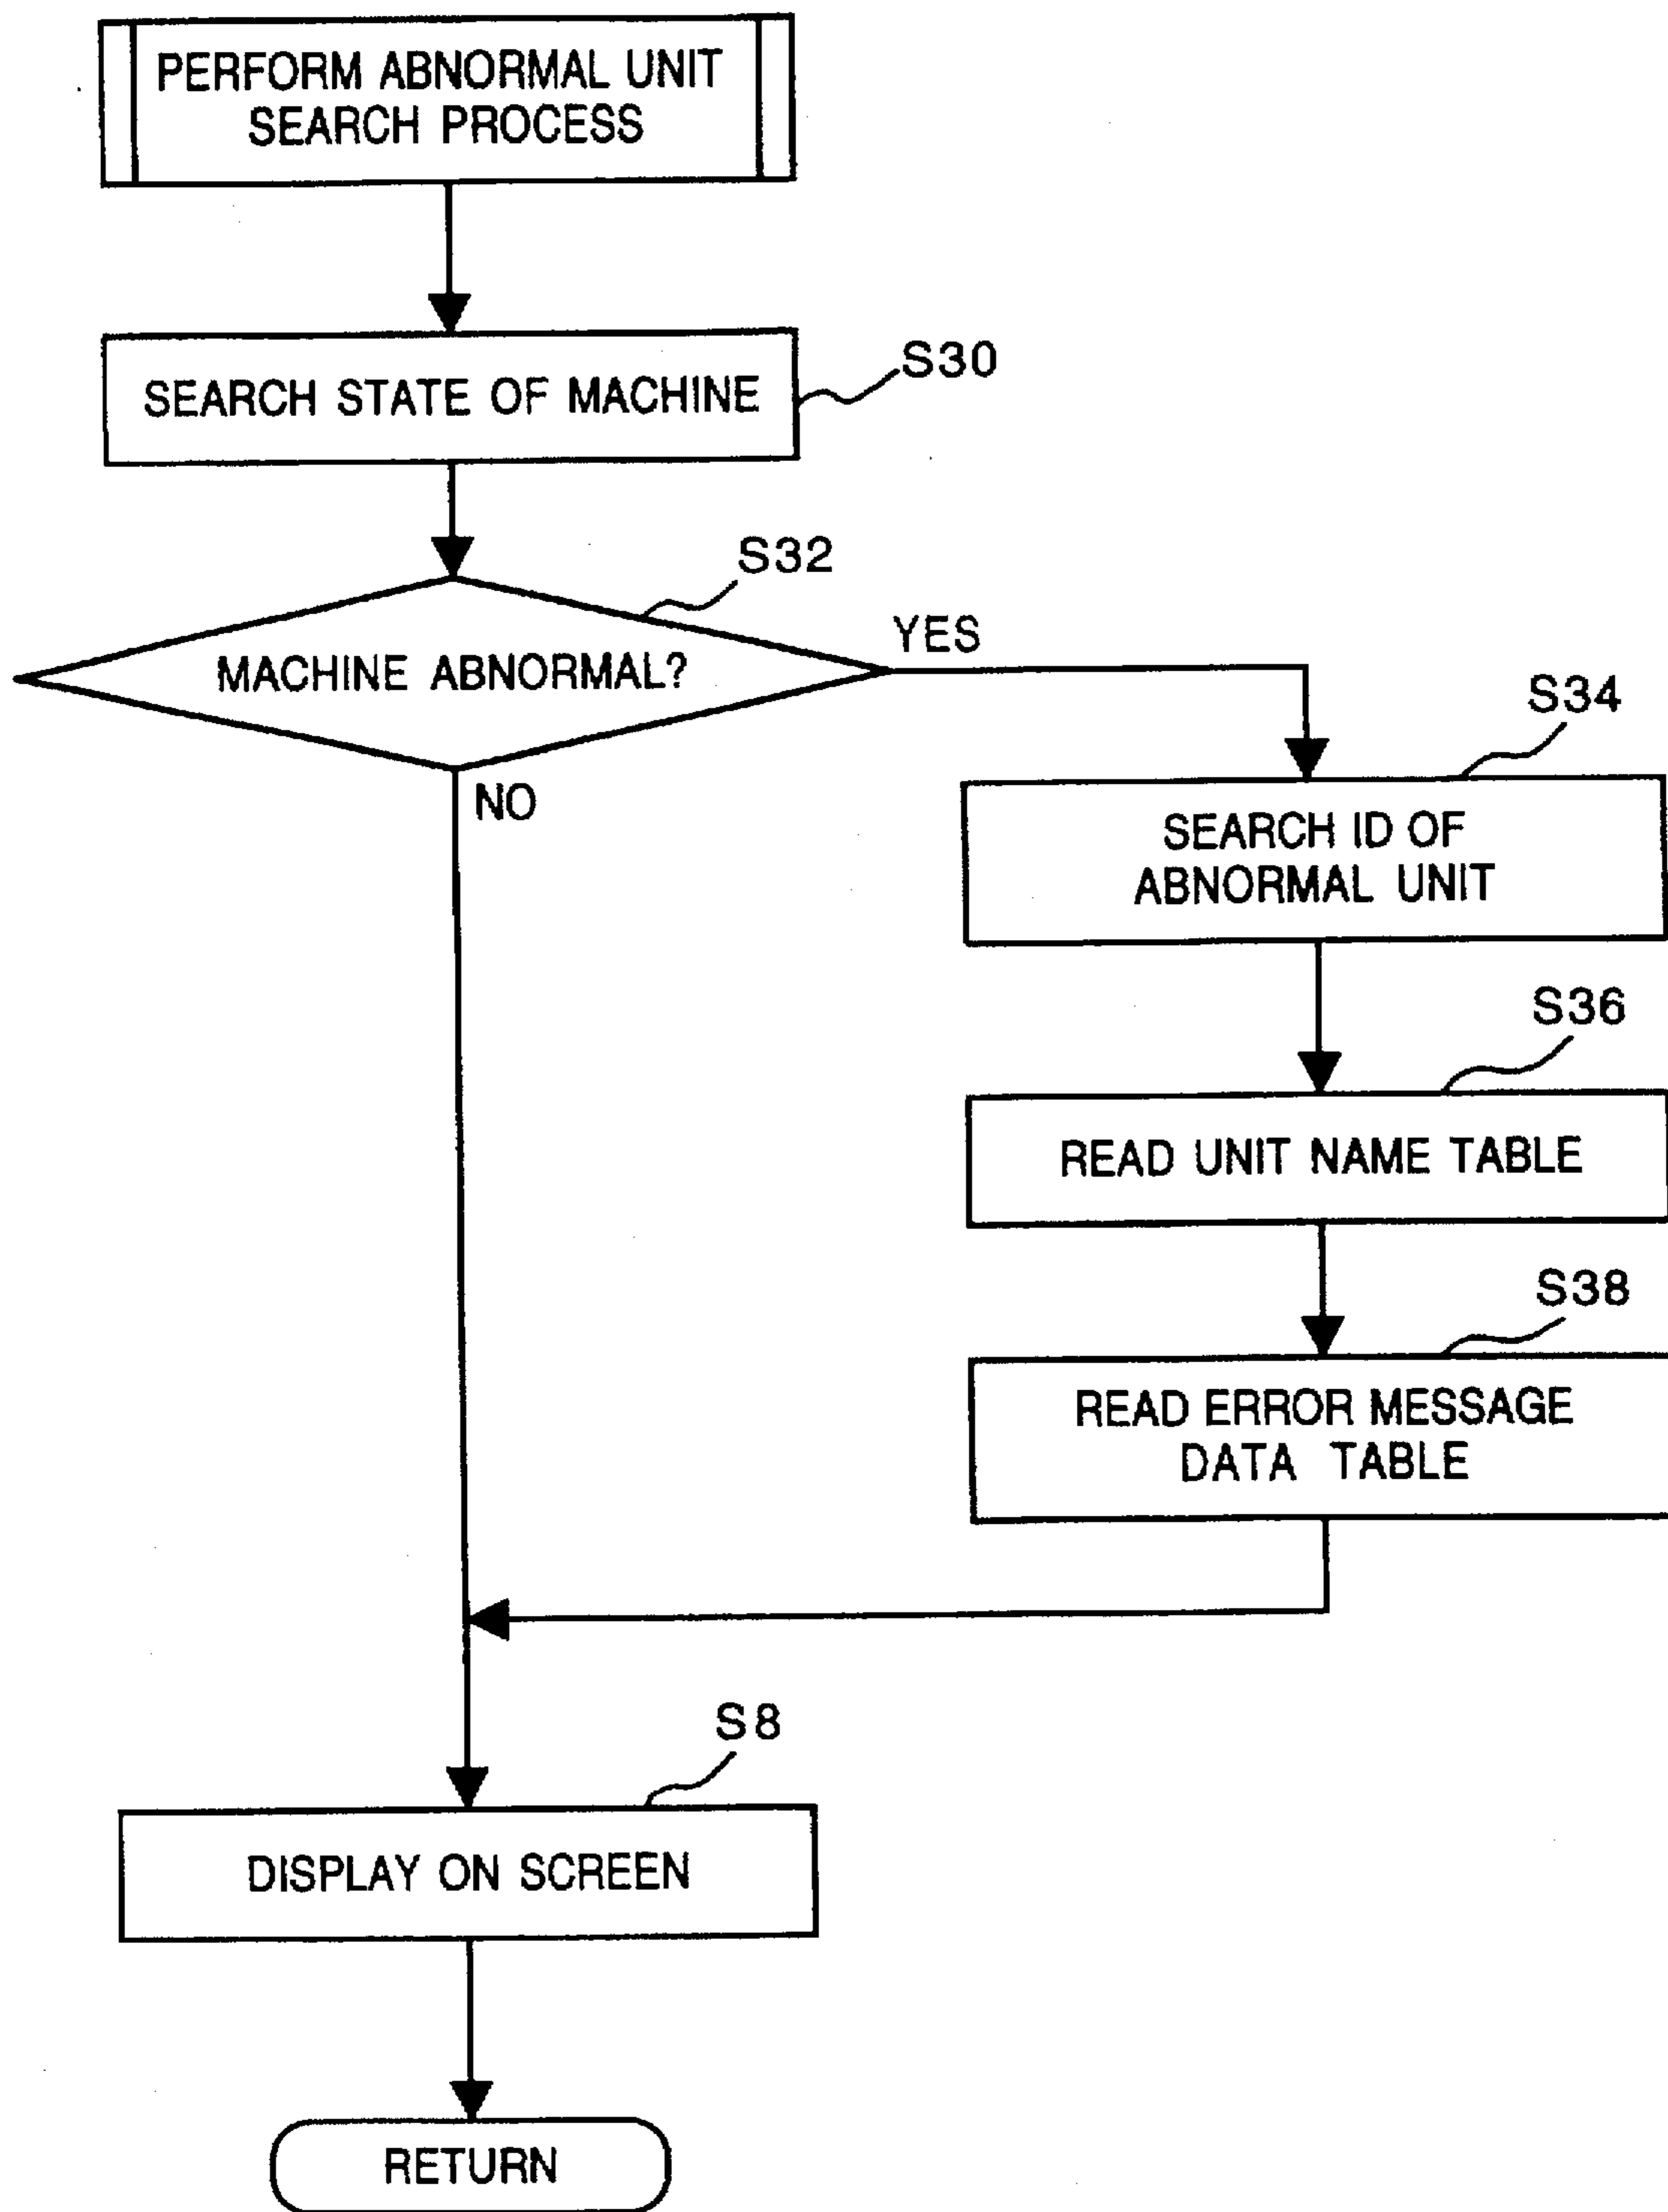 PERFORM ABNORMAL UNIT
SEARCH PROCESS
SEARCH STATE OF MACHINE
S30
S32
MACHINE ABNORMAL?
YES
NO
S34
SEARCH ID OF
ABNORMAL UNIT
S36
READ UNIT NAME TABLE
S38
READ ERROR MESSAGE
DATA TABLE
S8
DISPLAY ON SCREEN
RETURN